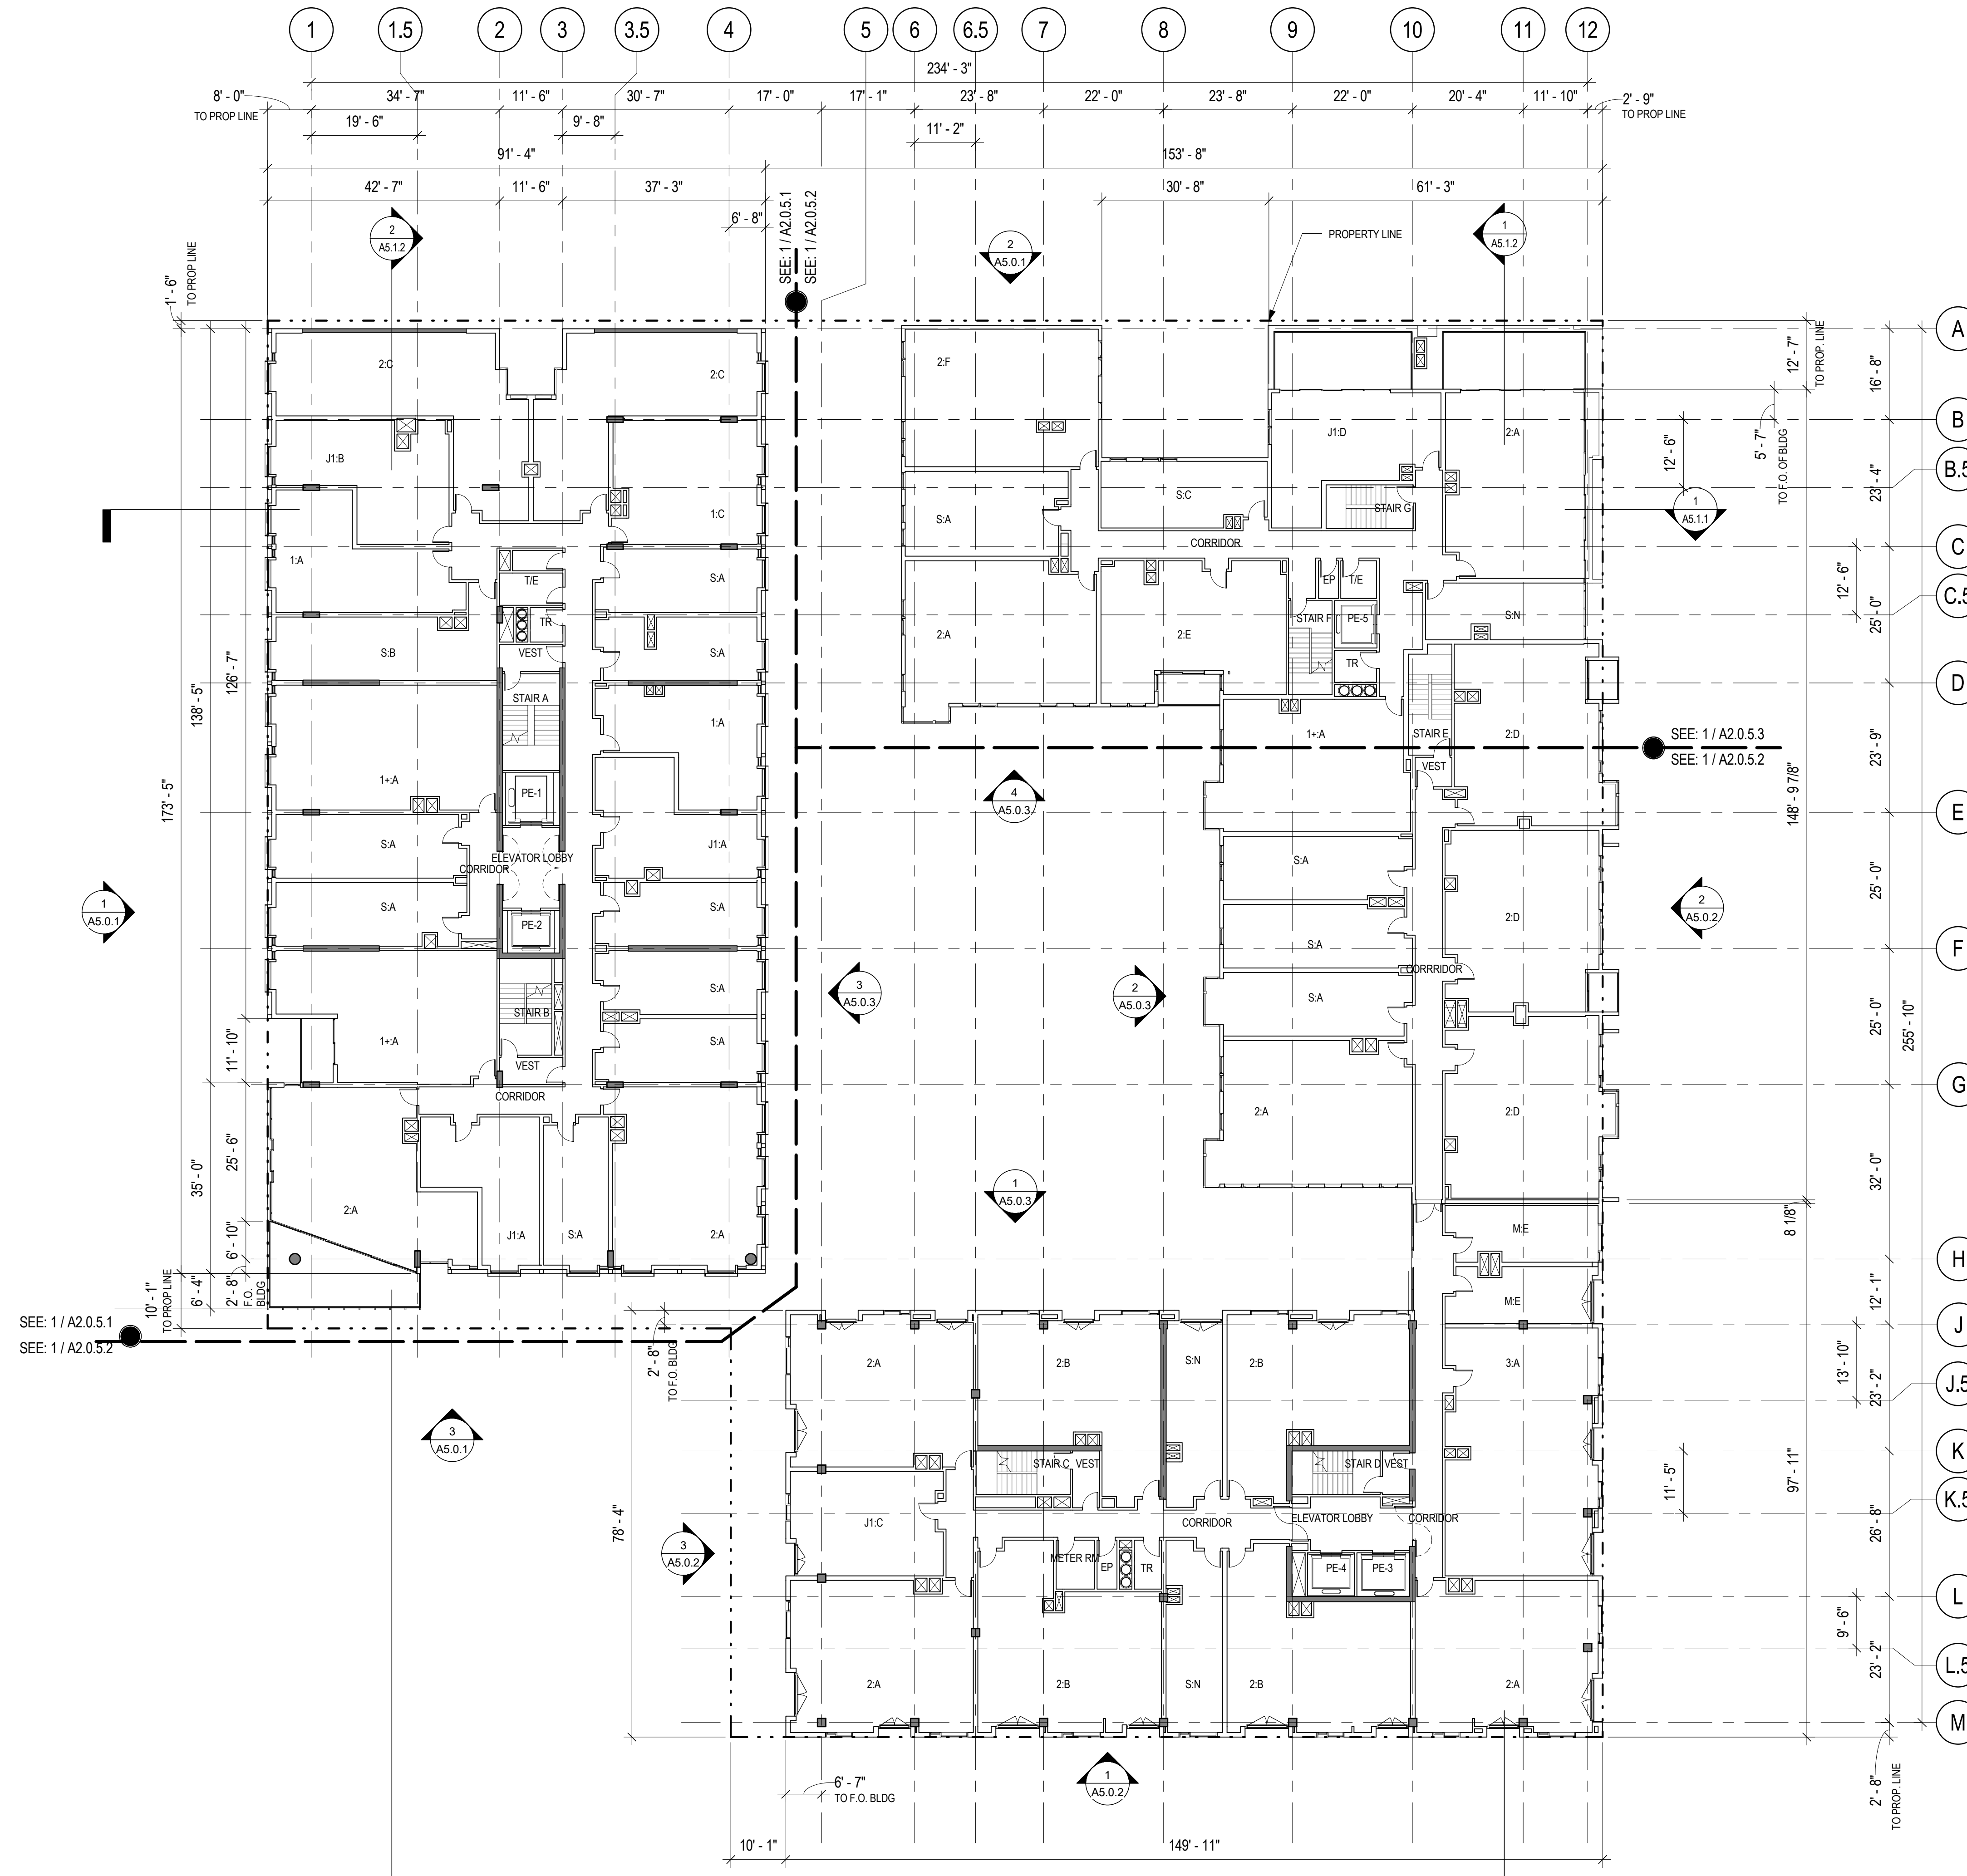 1 1.5 2 3 3.5 4 5 6 6.5 7 8 9 10 11 12
234' - 3"
8' - 0" 34' - 7" 11' - 6" 30' - 7" 17' - 0" 17' - 1" 23' - 8" 22' - 0" 23' - 8" 22' - 0" 20' - 4" 11' - 10" 2' - 9"
TO PROP LINE TO PROP LINE
19' - 6" 9' - 8" 11' - 2"
91' - 4" 153' - 8"
42' - 7" 11' - 6" 37' - 3" 30' - 8" 61' - 3"
6' - 8"
SEE: 1 / A2.0.5.1
SEE: 1 / A2.0.5.2
2
A5.1.2
2
A5.0.1
PROPERTY LINE
1
A5.1.2
1' - 6"
TO PROP LINE
138' - 5"
173' - 5"
126' - 7"
11' - 10"
35' - 0"
25' - 6"
6' - 10"
6' - 4"
2' - 8"
F.O.
BLDG
10' - 1"
TO PROP LINE
1
A5.0.1
2:C
2:C
J1:B
1:C
1:A
T/E
S:A
TR
S:B
VEST
S:A
STAIR A
1:A
1+:A
PE-1
S:A
ELEVATOR LOBBY
CORRIDOR
J1:A
S:A
PE-2
S:A
S:A
STAIR B
1+:A
S:A
VEST
CORRIDOR
2:A
J1:A
S:A
2:A
SEE: 1 / A2.0.5.1
SEE: 1 / A2.0.5.2
3
A5.0.1
2:F
J1:D
2:A
S:A
S:C
STAIR G
CORRIDOR
EP
T/E
2:A
2:E
STAIR F
PE-5
S:N
TR
1+:A
STAIR E
2:D
VEST
SEE: 1 / A2.0.5.3
SEE: 1 / A2.0.5.2
1
A5.1.1
4
A5.0.3
S:A
2:D
2
A5.0.2
S:A
CORRRIDOR
3
A5.0.3
2
A5.0.3
S:A
2:A
2:D
1
A5.0.3
M:E
M:E
2' - 8"
TO F.O. BLDG
2:A
2:B
S:N
2:B
3:A
STAIR C
VEST
STAIR D
VEST
J1:C
CORRIDOR
ELEVATOR LOBBY
CORRIDOR
METER RM
EP
TR
PE-4
PE-3
3
A5.0.2
78' - 4"
2:A
2:B
S:N
2:B
2:A
6' - 7"
TO F.O. BLDG
1
A5.0.2
10' - 1" 149' - 11"
12' - 7"
TO PROP. LINE
16' - 8"
5' - 7"
TO F.O. OF BLDG
12' - 6"
23' - 4"
12' - 6"
25' - 0"
23' - 9"
148' - 9 7/8"
25' - 0"
25' - 0"
255' - 10"
32' - 0"
8 1/8"
12' - 1"
13' - 10"
23' - 2"
11' - 5"
97' - 11"
26' - 8"
9' - 6"
23' - 2"
2' - 8"
TO PROP. LINE
A
B
B.5
C
C.5
D
E
F
G
H
J
J.5
K
K.5
L
L.5
M